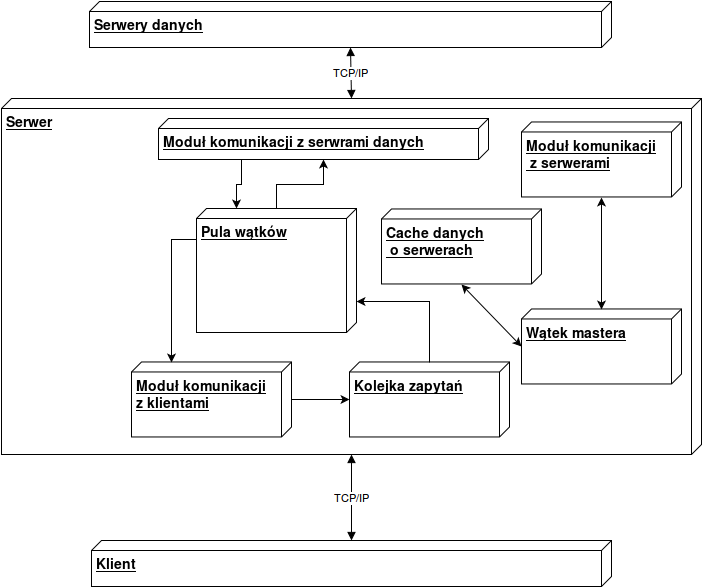 Serwery danych
TCP/IP
Serwer
Moduł komunikacji z serwrami danych
Moduł komunikacji
z serwerami
Pula wątków
Cache danych
o serwerach
Wątek mastera
Moduł komunikacji
z klientami
Kolejka zapytań
TCP/IP
Klient